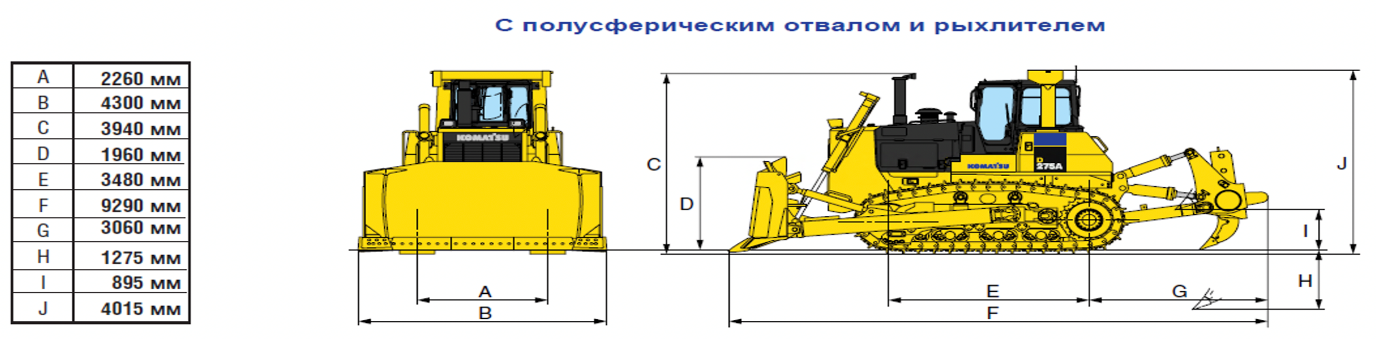 С полусферическим отвалом и рыхлителем
A 2260 мм
B 4300 мм
C 3940 мм
D 1960 мм
E 3480 мм
F 9290 мм
G 3060 мм
H 1275 мм
I 895 мм
J 4015 мм
KOMATSU
A
B
C
D
KOMATSU
D
275A
E
F
G
H
I
J